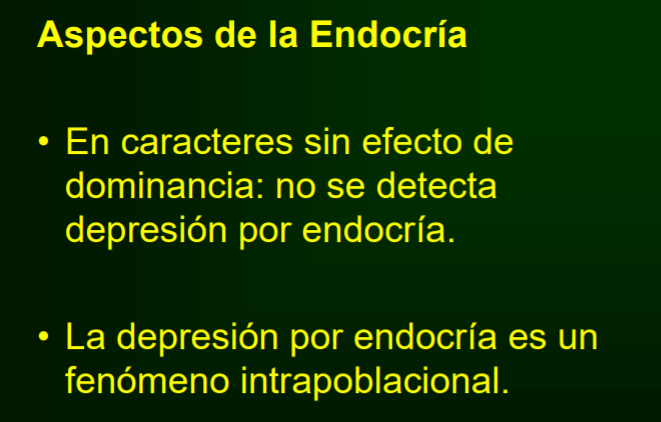 Aspectos de la Endocría
• En caracteres sin efecto de
dominancia: no se detecta
depresión por endocría.
• La depresión por endocría es un
fenómeno intrapoblacional.